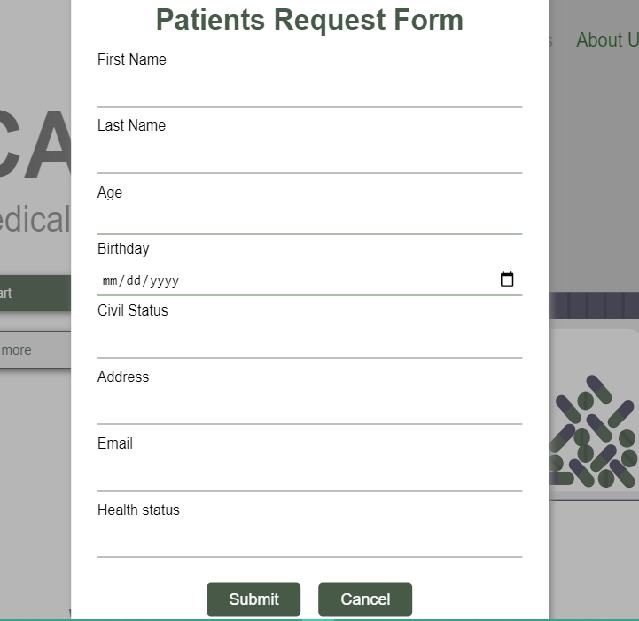 Patients Request Form
About U
First Name
Last Name
CA
Age
edical
Birthday
mm/dd/yyyy
art
Civil Status
more
Address
Email
Health status
Submit
Cancel